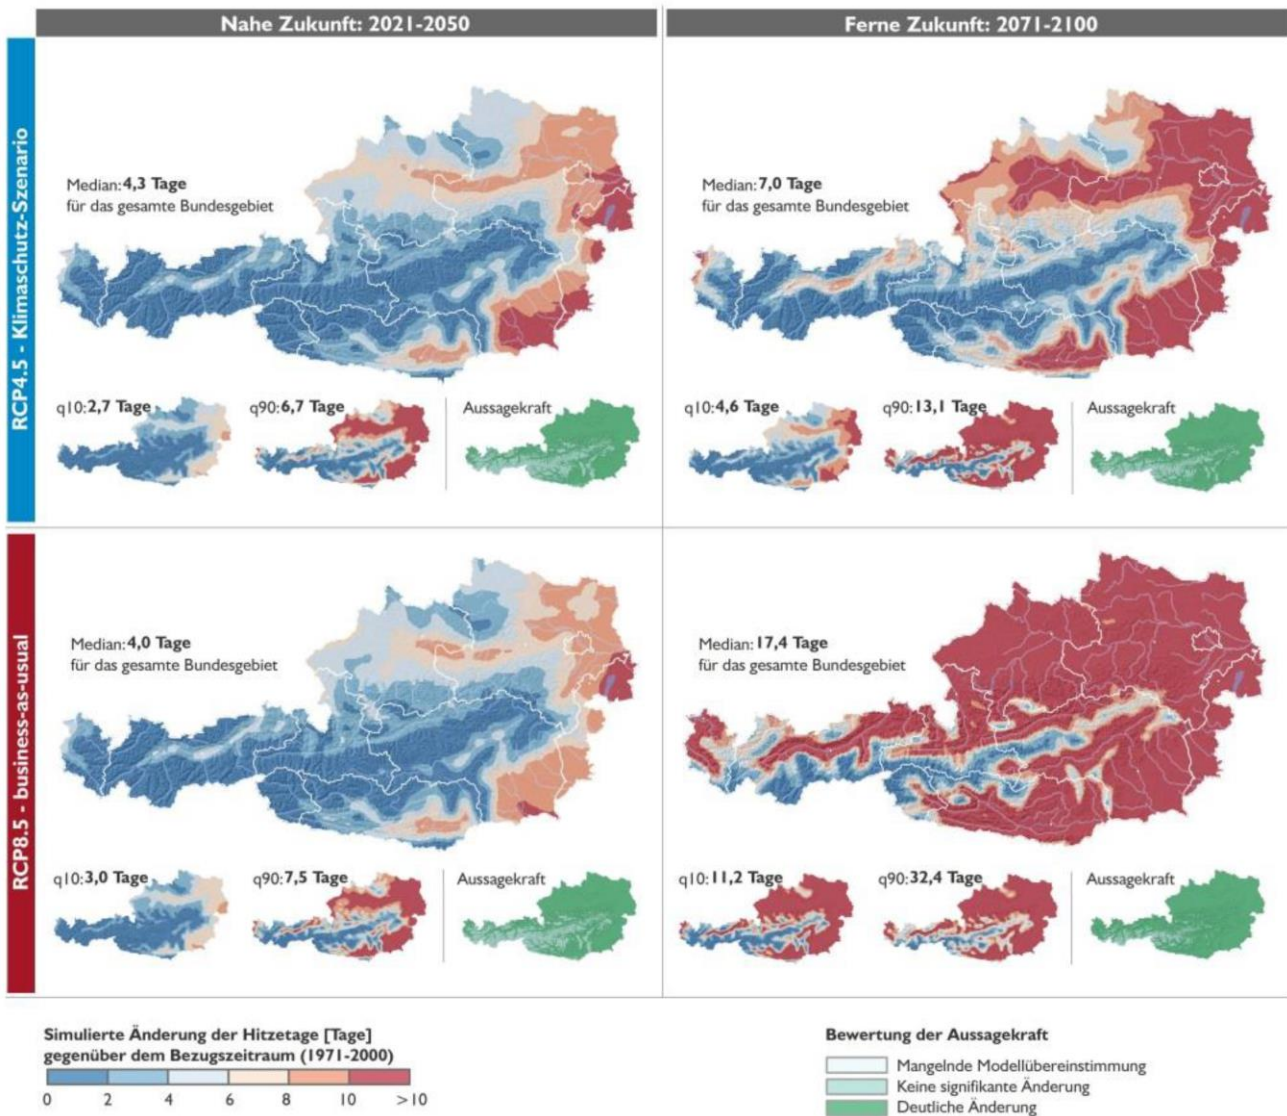 Nahe Zukunft: 2021-2050
Ferne Zukunft: 2071-2100
RCP4.5 - Klimaschutz-Szenario
Median: 4,3 Tage
für das gesamte Bundesgebiet
q10: 2,7 Tage
q90: 6,7 Tage
Aussagekraft
Median: 7,0 Tage
für das gesamte Bundesgebiet
q10: 4,6 Tage
q90: 13,1 Tage
Aussagekraft
RCP8.5 - business-as-usual
Median: 4,0 Tage
für das gesamte Bundesgebiet
q10: 3,0 Tage
q90: 7,5 Tage
Aussagekraft
Median: 17,4 Tage
für das gesamte Bundesgebiet
q10: 11,2 Tage
q90: 32,4 Tage
Aussagekraft
Simulierte Änderung der Hitzetage [Tage]
gegenüber dem Bezugszeitraum (1971-2000)
0 2 4 6 8 10 >10
Bewertung der Aussagekraft
Mangelnde Modellübereinstimmung
Keine signifikante Änderung
Deutliche Änderung